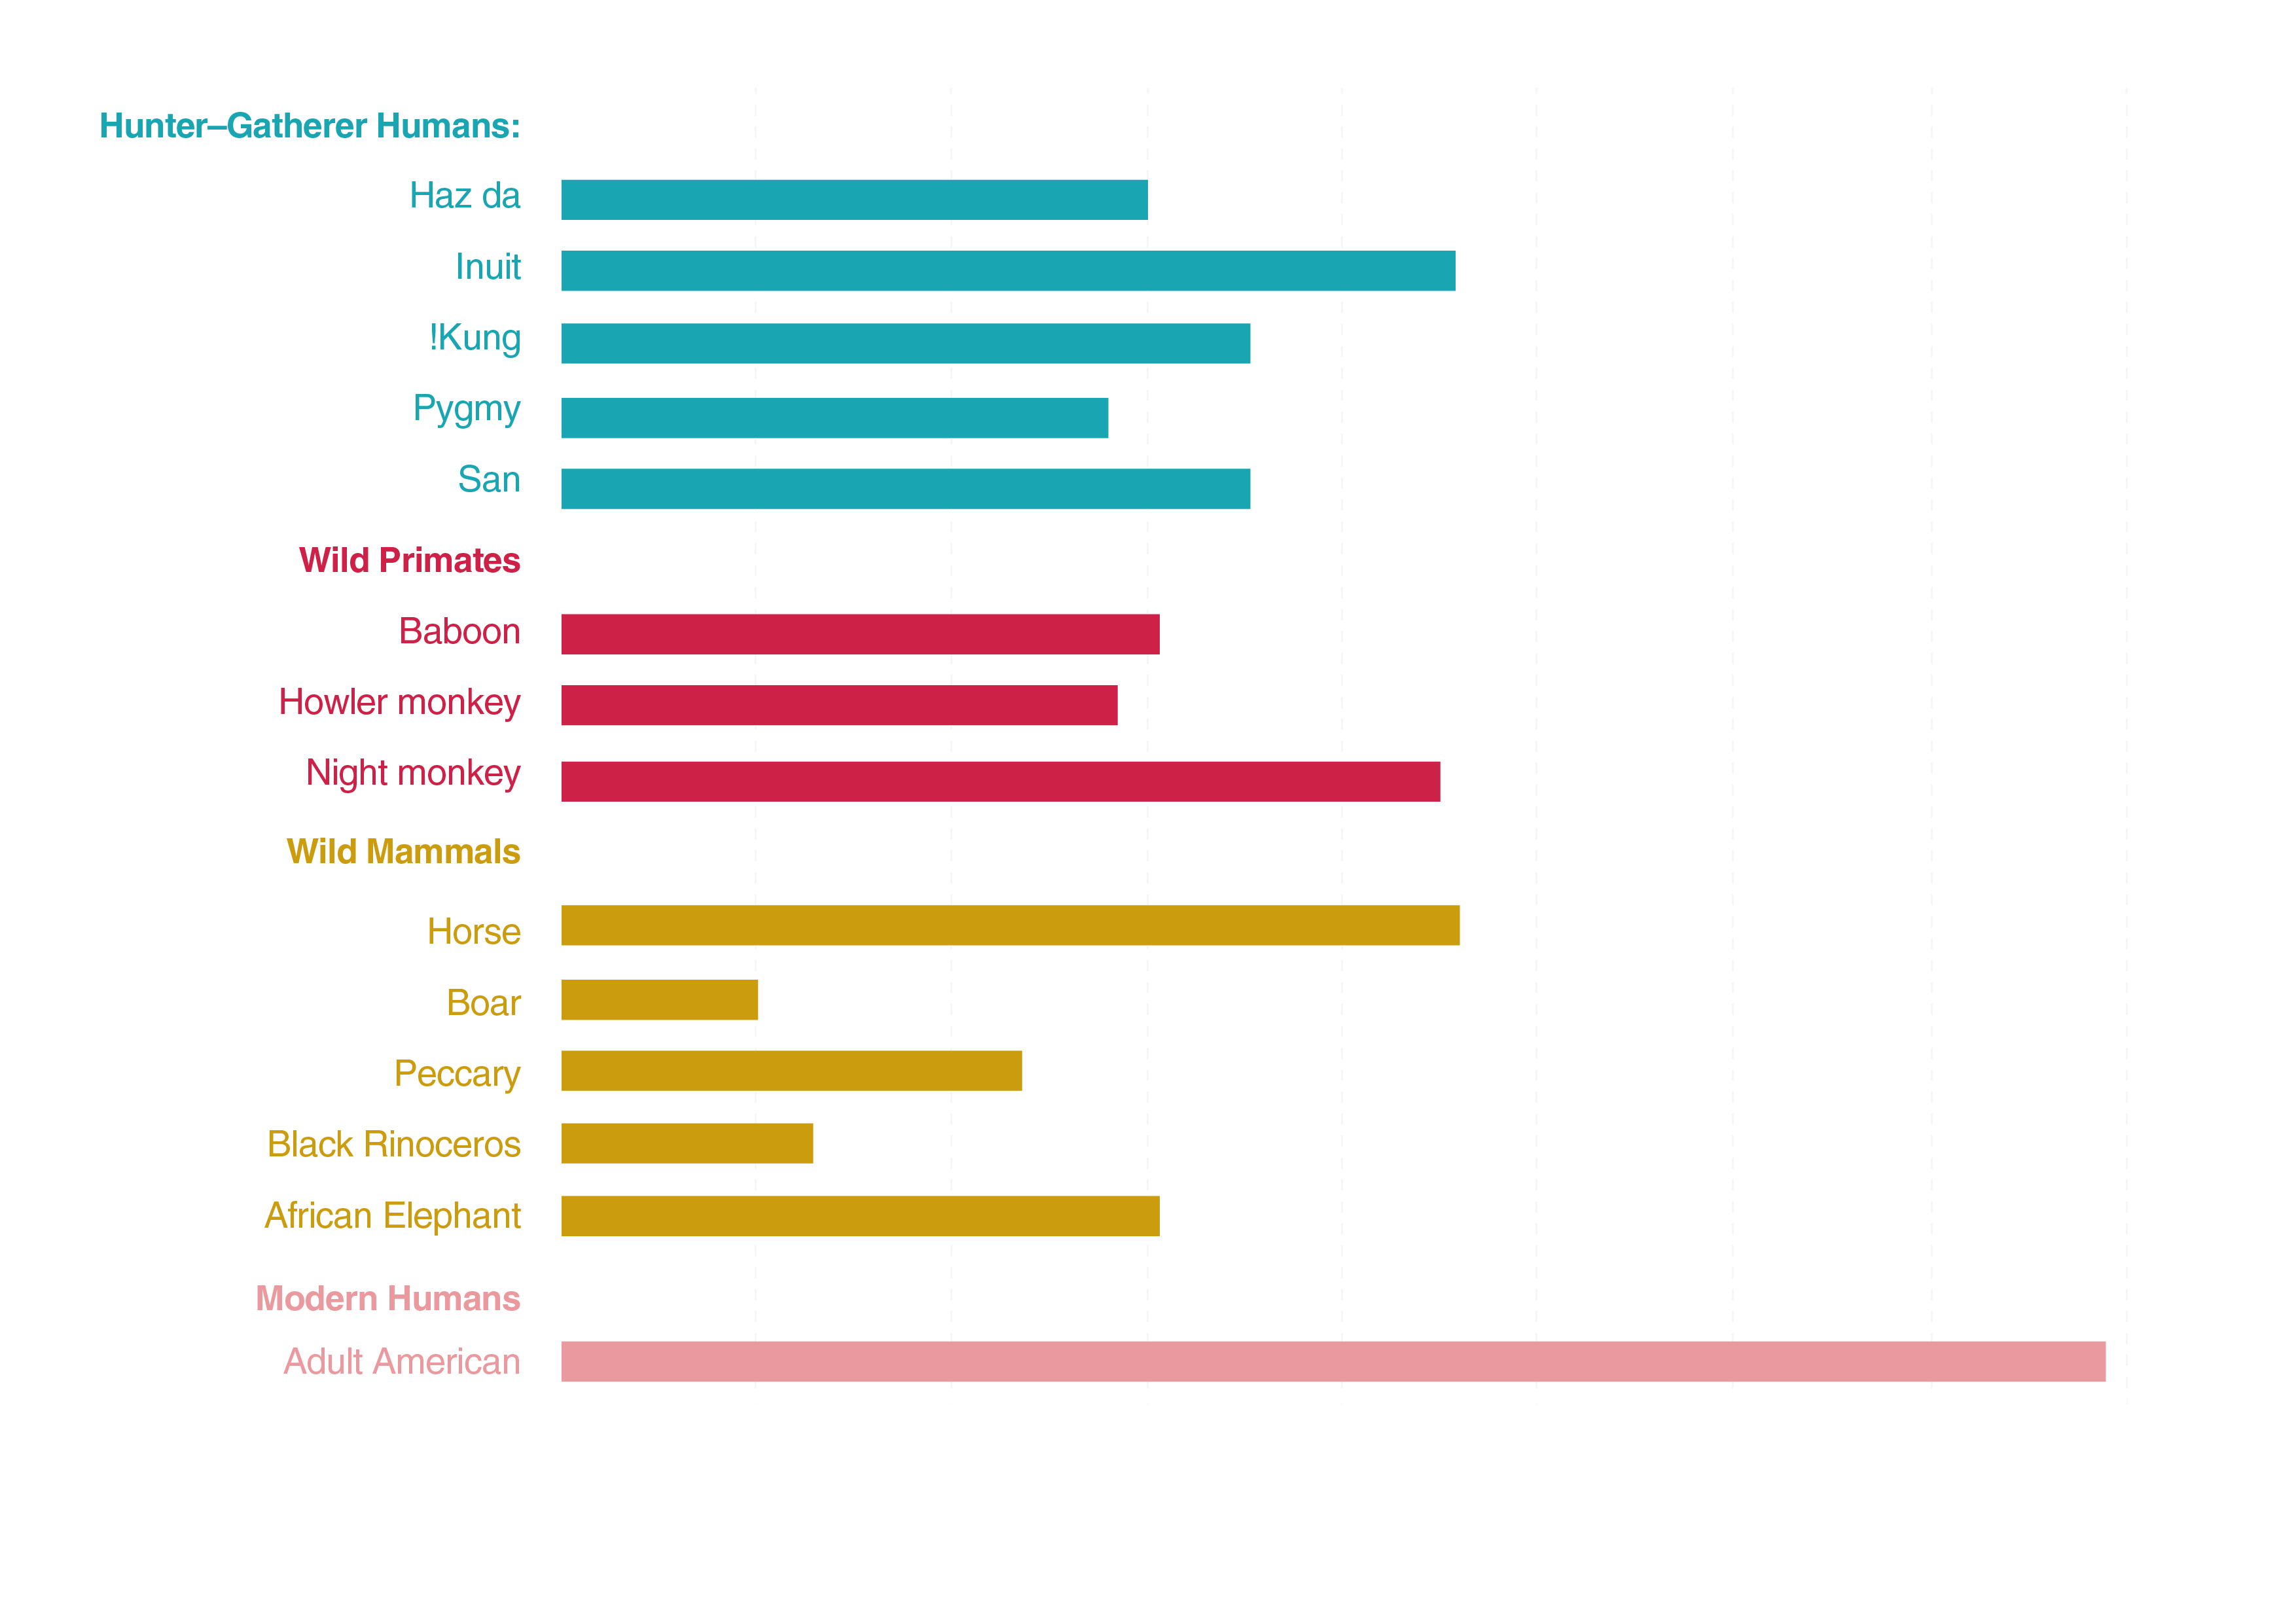 Hunter–Gatherer Humans:
Haz da
Inuit
!Kung
Pygmy
San
Wild Primates
Baboon
Howler monkey
Night monkey
Wild Mammals
Horse
Boar
Peccary
Black Rinoceros
African Elephant
Modern Humans
Adult American